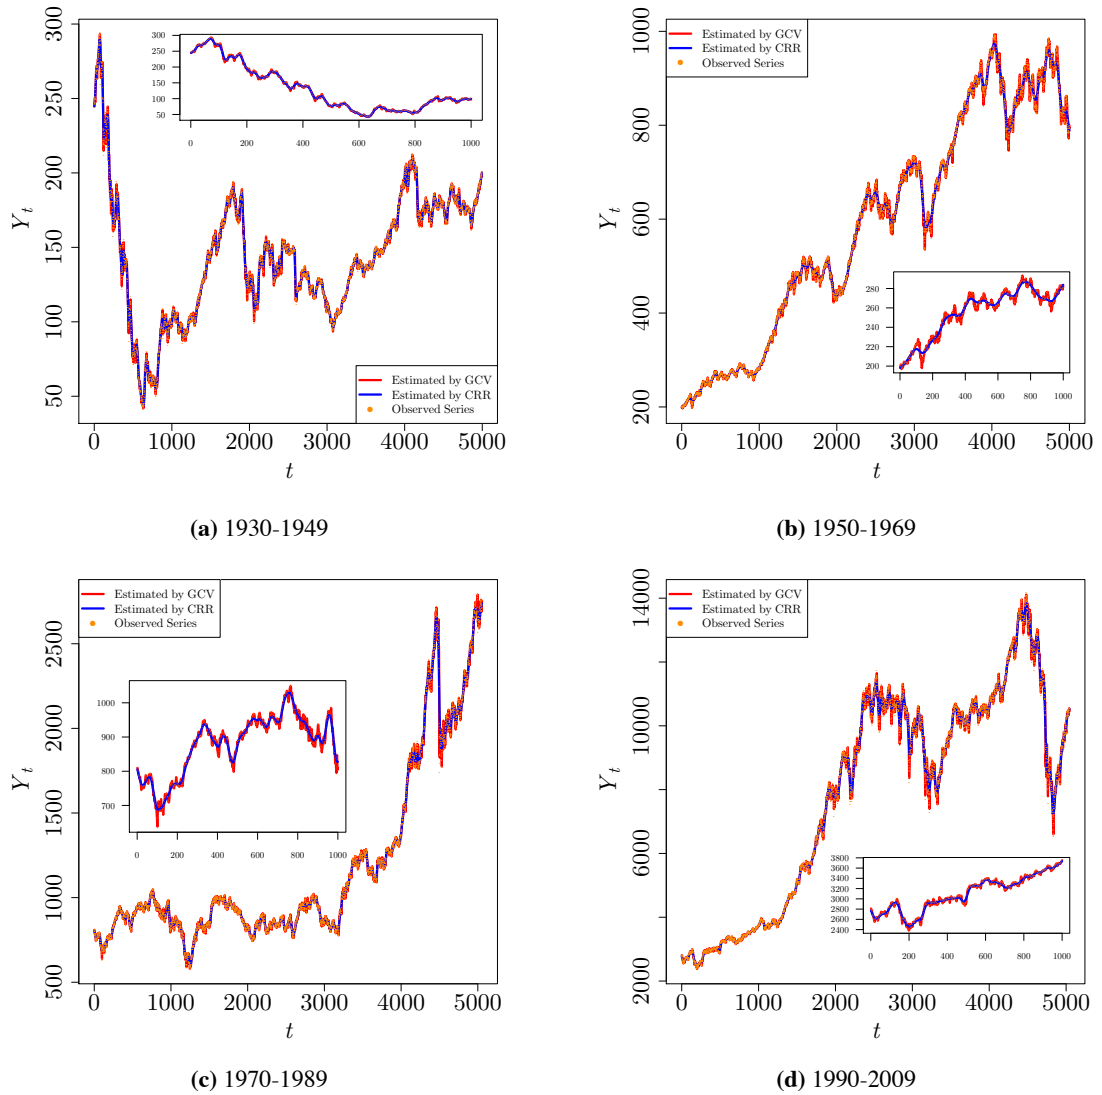 300
250
200
150
100
50
Y t
0 1000 2000 3000 4000 5000
t
300
250
200
150
100
50
0 200 400 600 800 1000
Estimated by GCV
Estimated by CRR
Observed Series
(a) 1930-1949
1000
800
600
400
200
Y t
0 1000 2000 3000 4000 5000
t
Estimated by GCV
Estimated by CRR
Observed Series
280
260
240
220
200
0 200 400 600 800 1000
(b) 1950-1969
2500
2000
1500
1000
500
Y t
0 1000 2000 3000 4000 5000
t
Estimated by GCV
Estimated by CRR
Observed Series
1000
900
800
700
0 200 400 600 800 1000
(c) 1970-1989
14000
10000
6000
2000
Y t
0 1000 2000 3000 4000 5000
t
Estimated by GCV
Estimated by CRR
Observed Series
3800
3600
3400
3200
3000
2800
2600
2400
0 200 400 600 800 1000
(d) 1990-2009